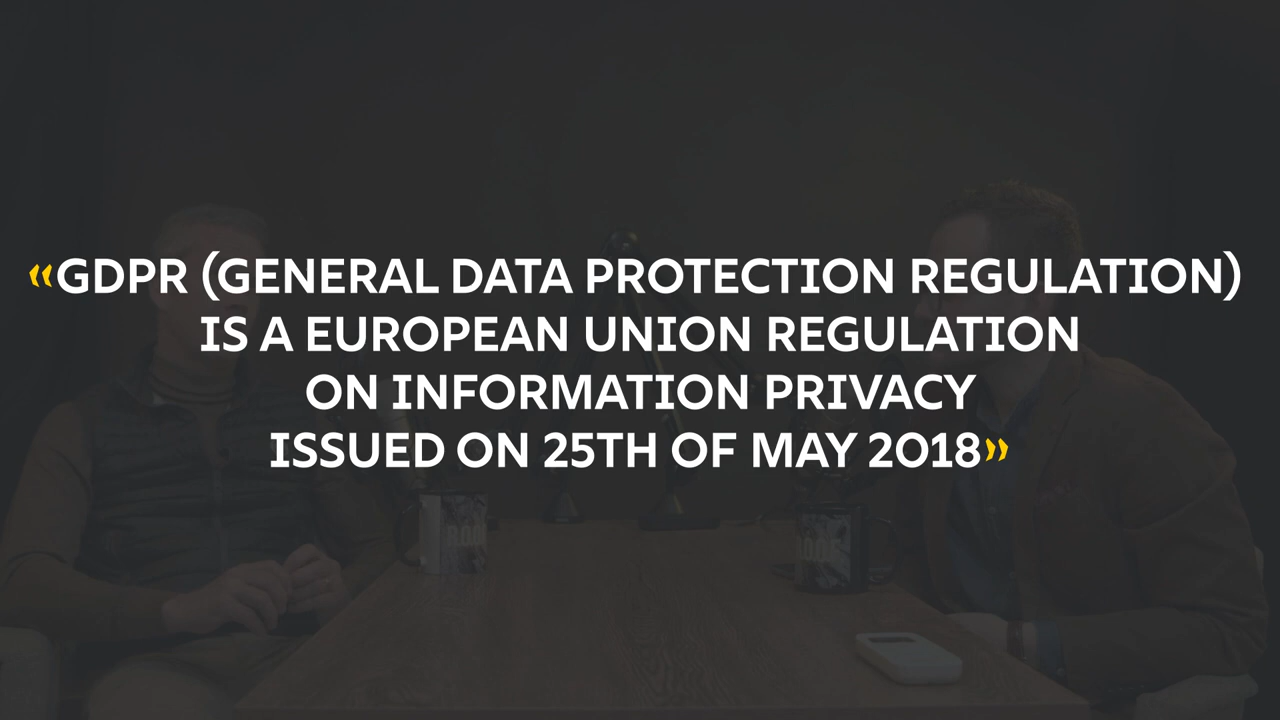 «GDPR (GENERAL DATA PROTECTION REGULATION)
IS A EUROPEAN UNION REGULATION
ON INFORMATION PRIVACY
ISSUED ON 25TH OF MAY 2018»